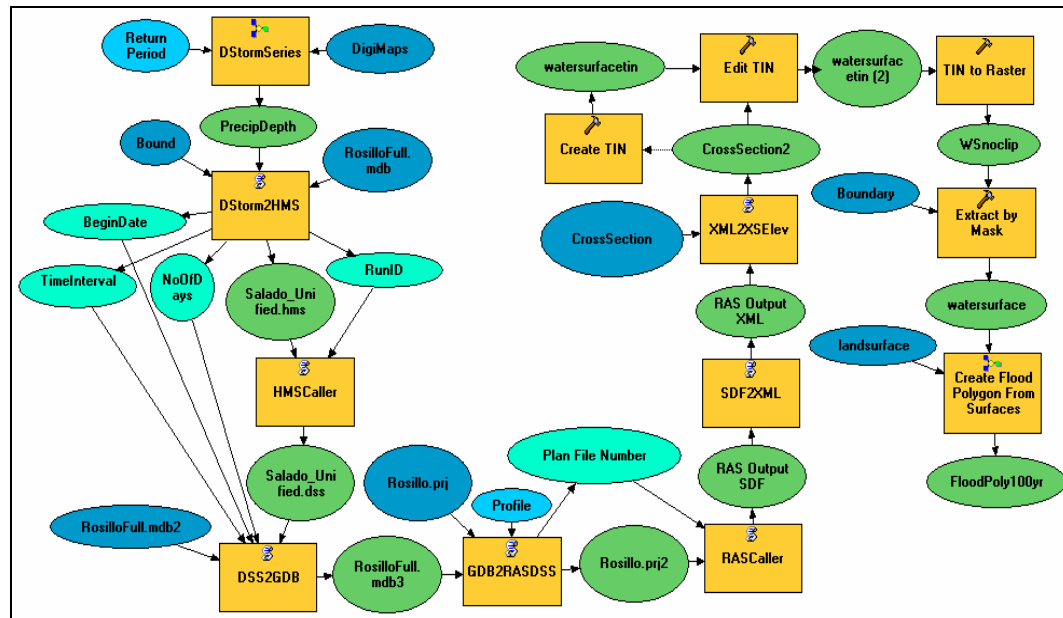 Return
Period
DStormSeries
DigiMaps
PrecipDepth
Bound
RosilloFull.
mdb
DStorm2HMS
BeginDate
TimeInterval
NoOfD
ays
Salado_Uni
fied.hms
RunID
HMSCaller
Salado_Uni
fied.dss
RosilloFull.mdb2
DSS2GDB
RosilloFull.
mdb3
Rosillo.prj
Profile
GDB2RASDSS
Plan File Number
Rosillo.prj2
RASCaller
RAS Output
SDF
SDF2XML
RAS Output
XML
CrossSection
XML2XSElev
CrossSection2
Create TIN
watersurfacetin
Edit TIN
watersurfac
etin (2)
TIN to Raster
WSnoclip
Boundary
Extract by
Mask
watersurface
landsurface
Create Flood
Polygon From
Surfaces
FloodPoly100yr